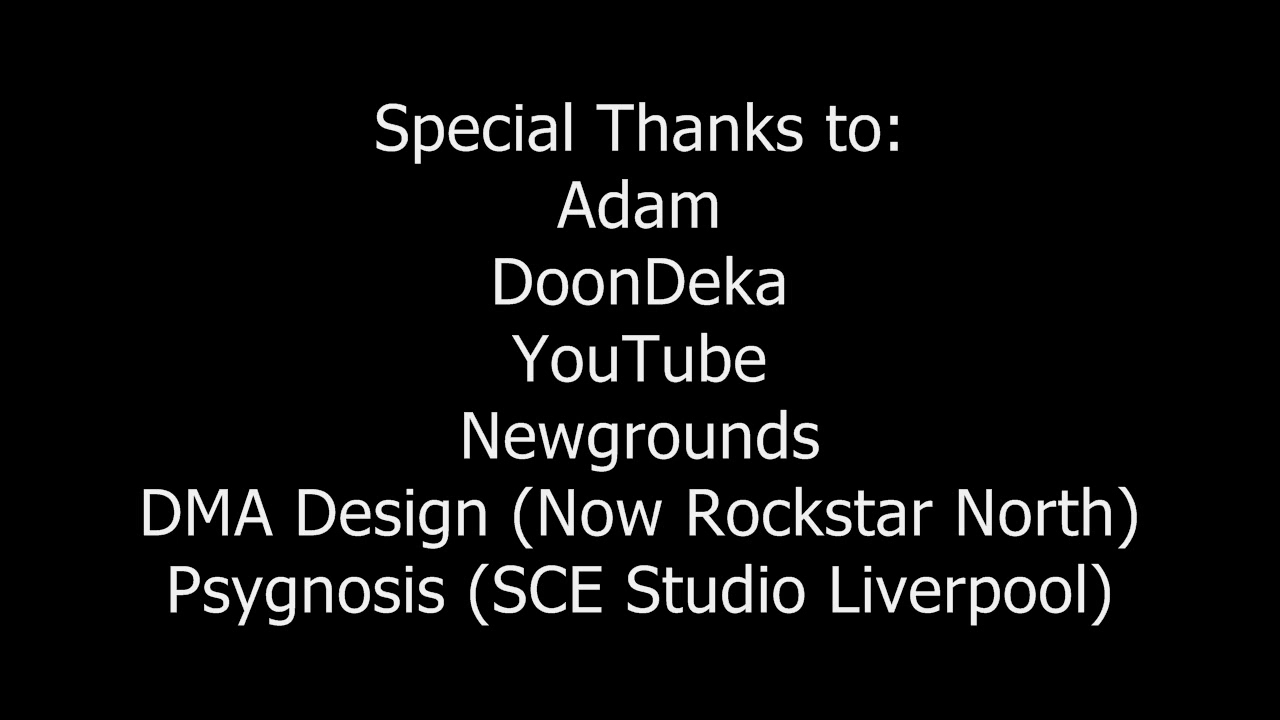 Special Thanks to:
Adam
DoonDeka
YouTube
Newgrounds
DMA Design (Now Rockstar North)
Psygnosis (SCE Studio Liverpool)